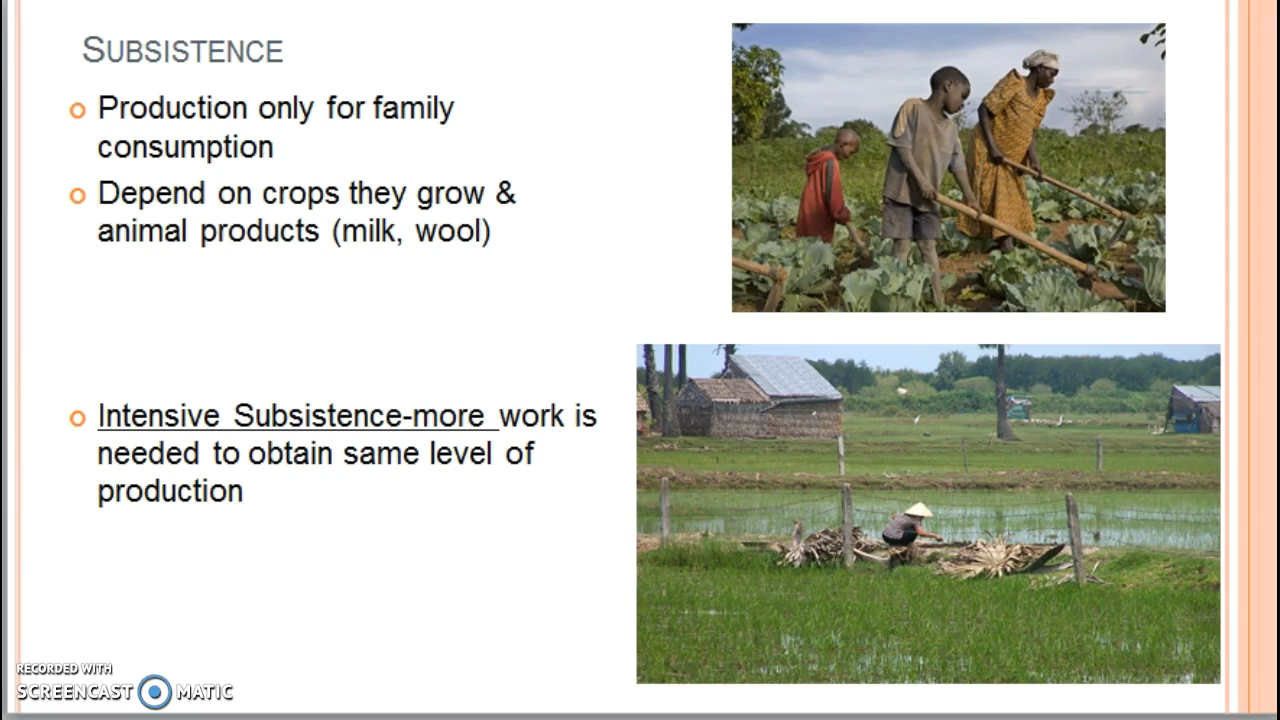 SUBSISTENCE
Production only for family
consumption
Depend on crops they grow &
animal products (milk, wool)
Intensive Subsistence-more work is
needed to obtain same level of
production
RECORDED WITH
SCREENCAST MATIC